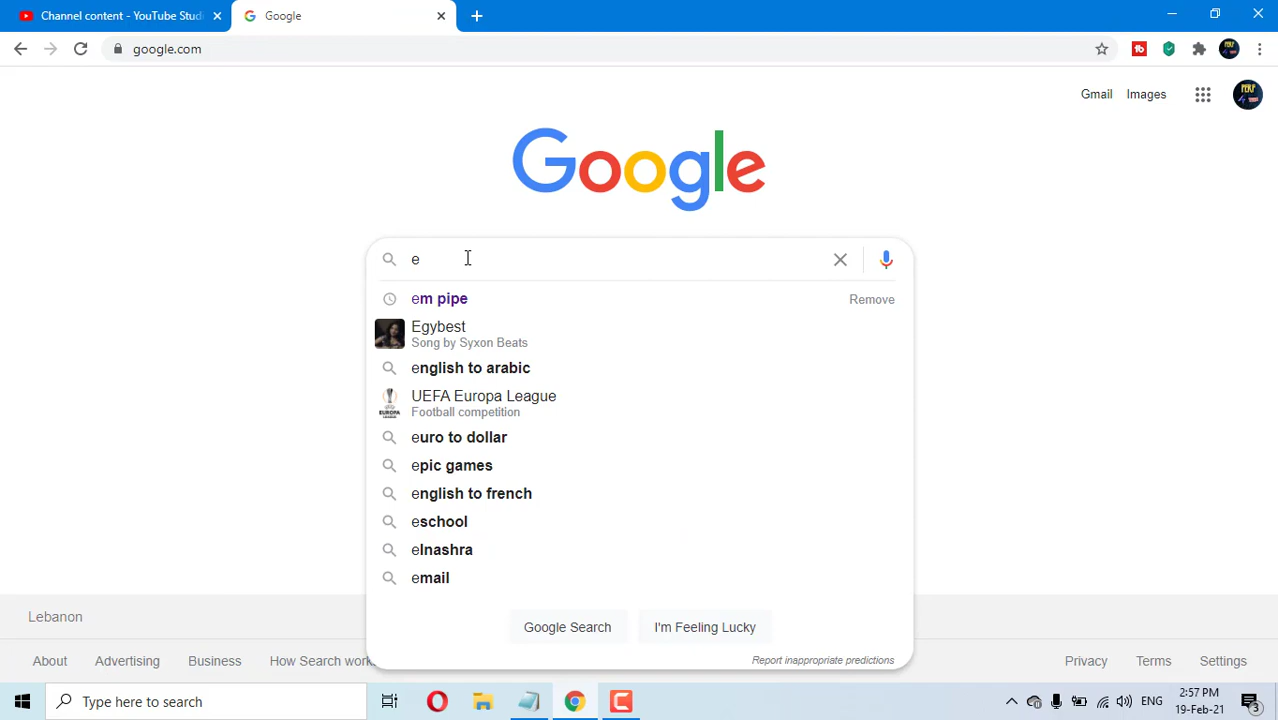 Channel content - YouTube Studi
Google
google.com
Gmail
Images
Google
e
em pipe
Remove
Egybest
Song by Syxon Beats
english to arabic
UEFA Europa League
Football competition
euro to dollar
epic games
english to french
eschool
elnashra
email
Google Search
I'm Feeling Lucky
Report inappropriate predictions
Lebanon
About
Advertising
Business
How Search work
Privacy
Terms
Settings
Type here to search
ENG
2:57 PM
19-Feb-21
3